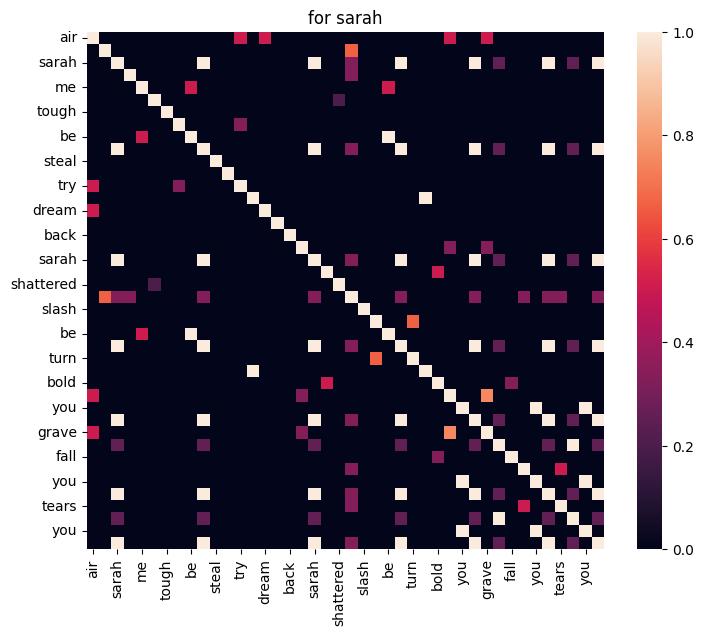 for sarah
air
sarah
me
tough
be
steal
try
dream
back
sarah
shattered
slash
be
turn
bold
you
grave
fall
you
tears
you
1.0
0.8
0.6
0.4
0.2
0.0
air
sarah
me
tough
be
steal
try
dream
back
sarah
shattered
slash
be
turn
bold
you
grave
fall
you
tears
you